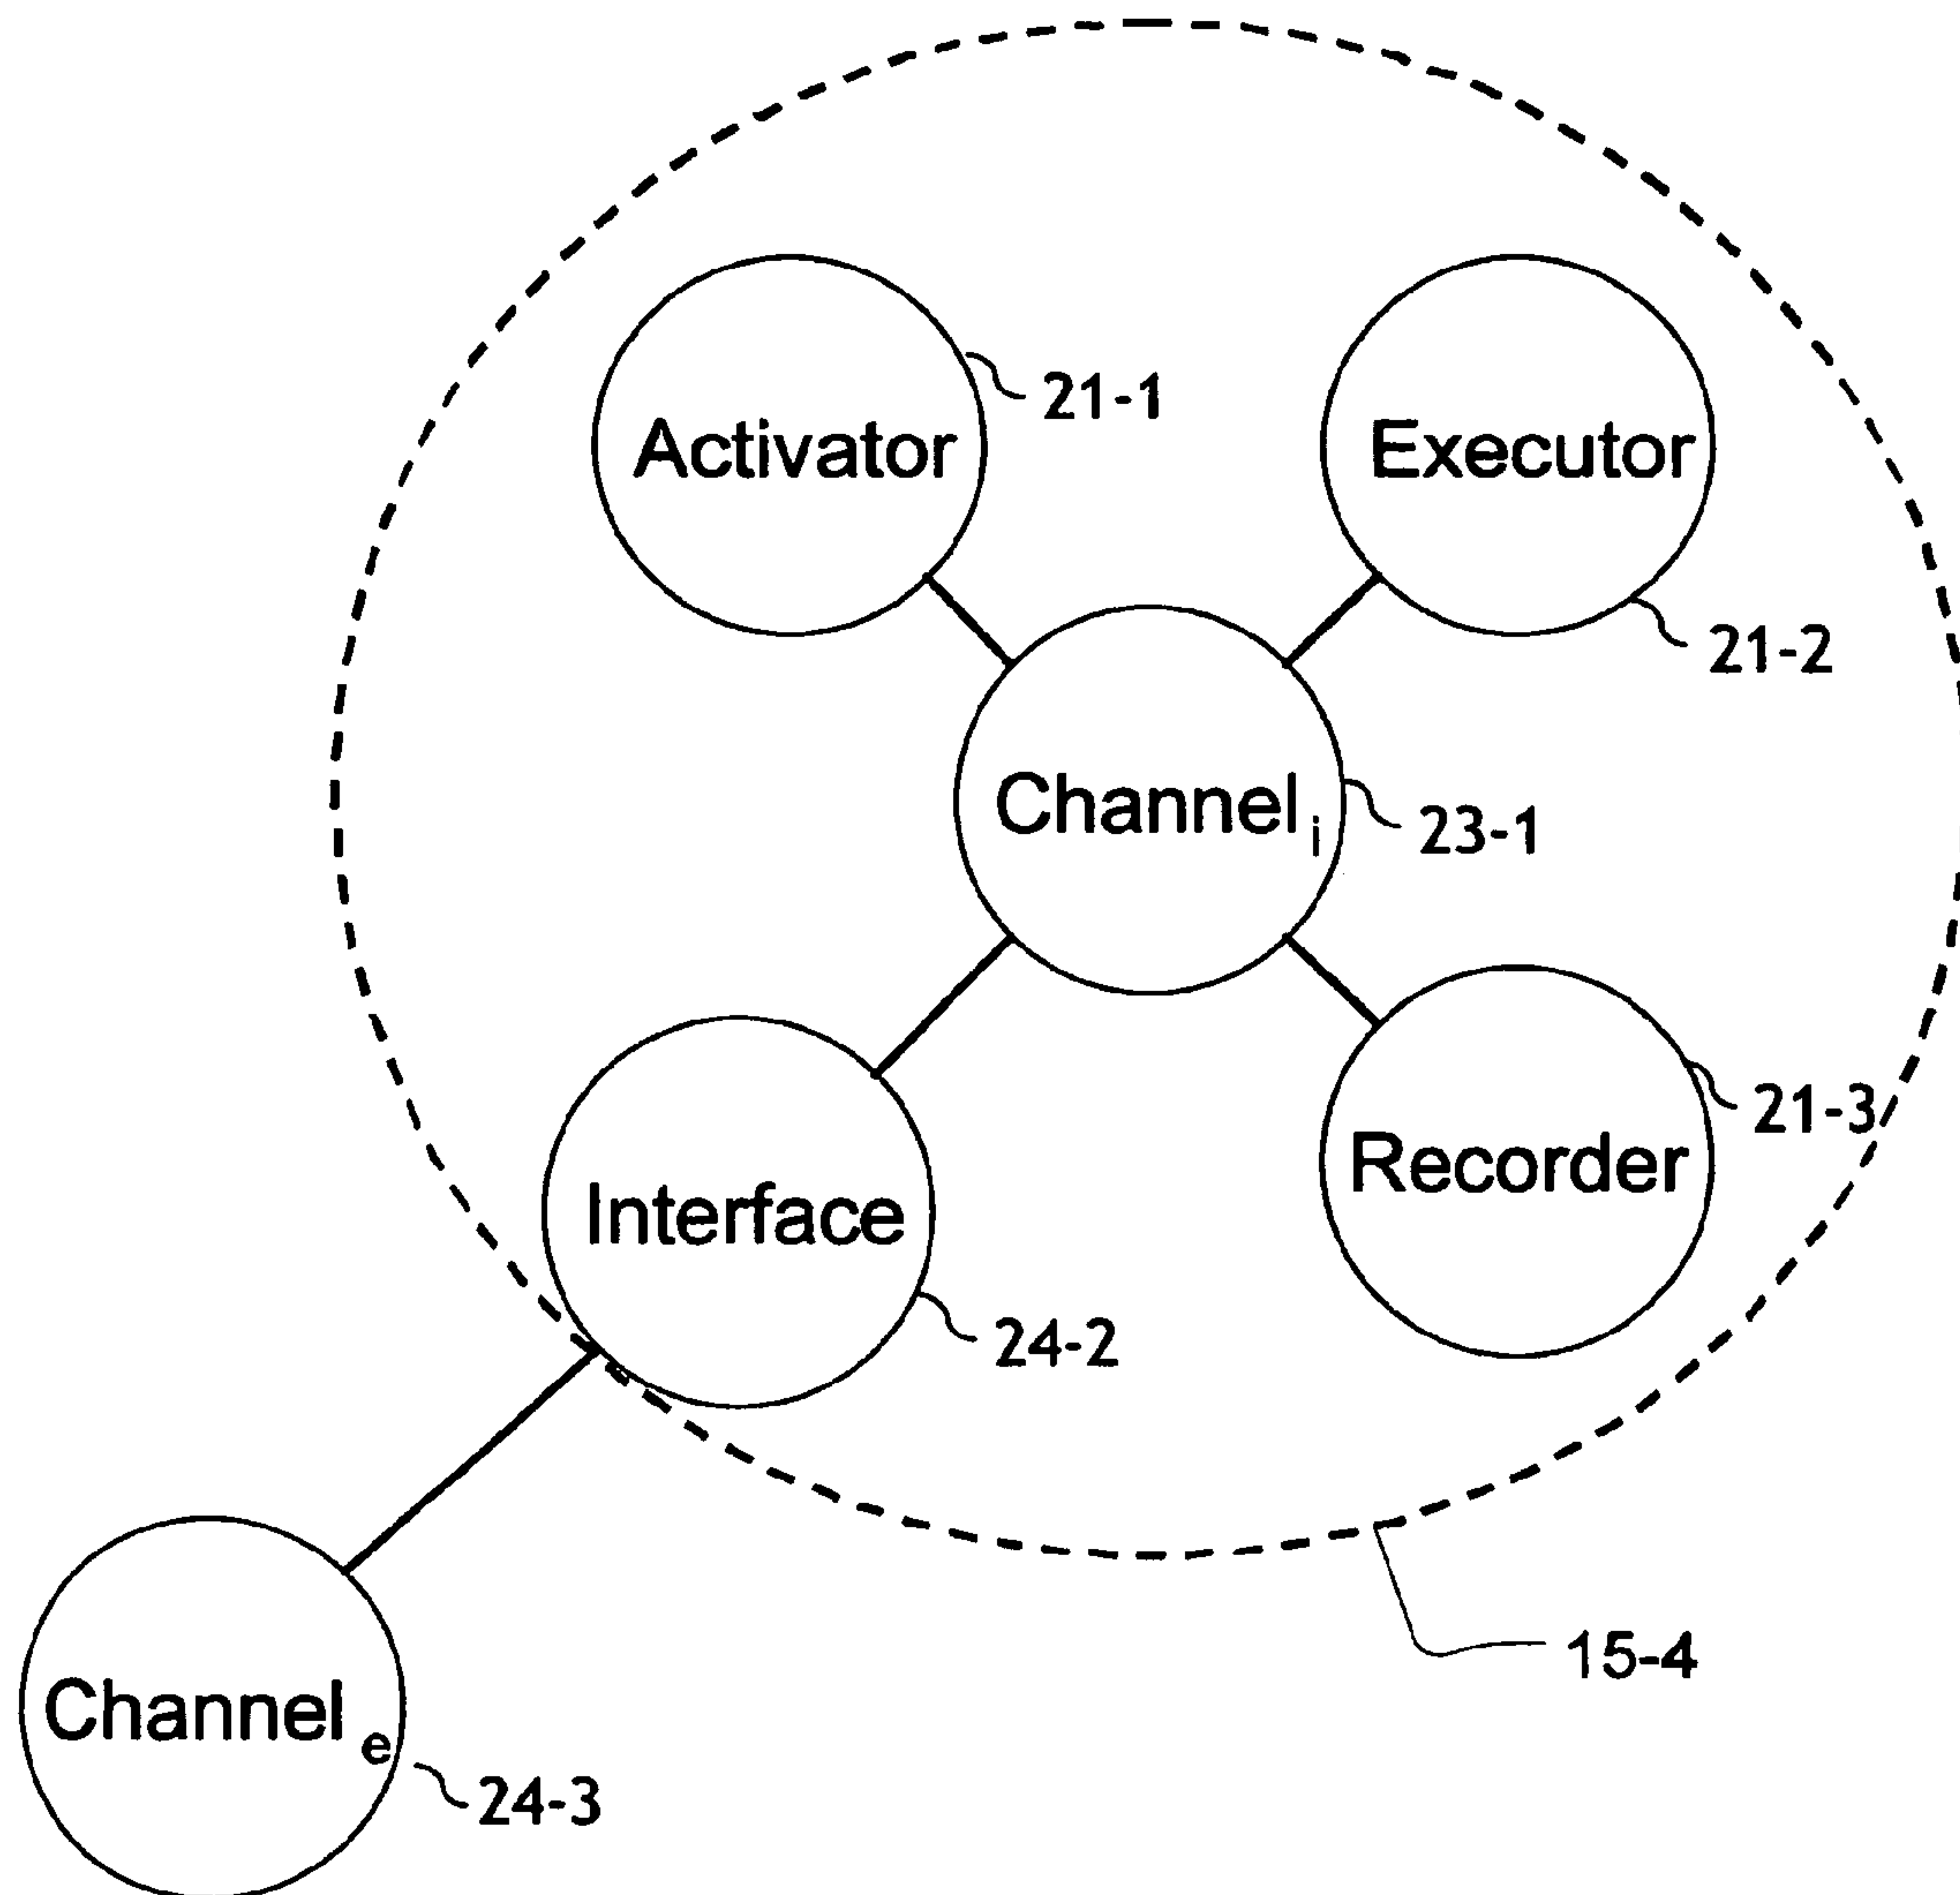 21-1
Activator
Executor
21-2
Channel i
23-1
21-3
Recorder
Interface
24-2
15-4
Channel e
24-3